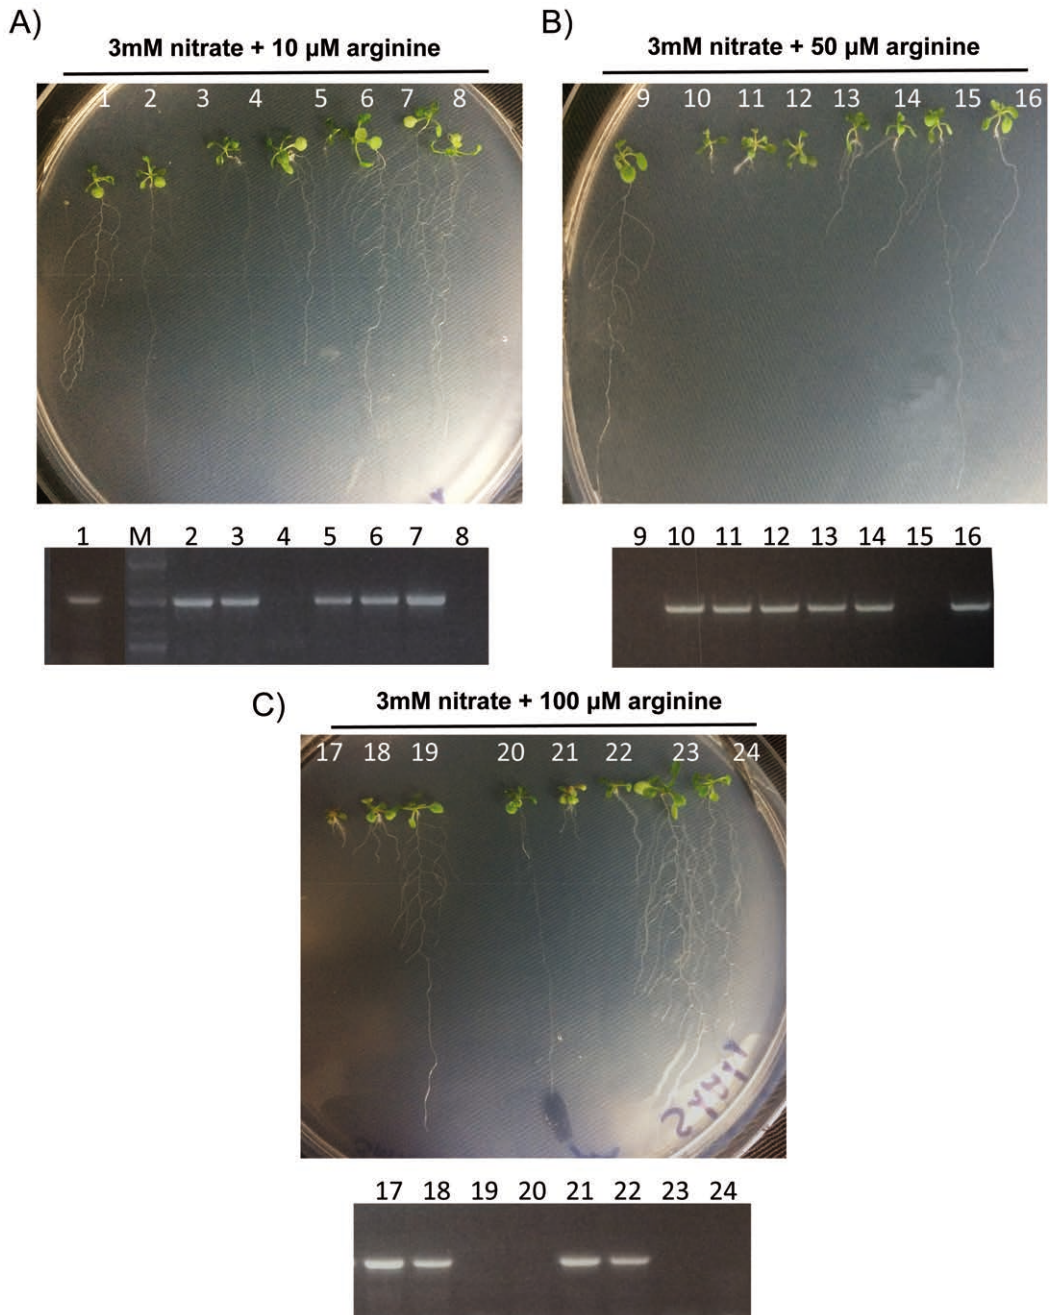 A)
3mM nitrate + 10 µM arginine
1 2 3 4 5 6 7 8
1 M 2 3 4 5 6 7 8
B)
3mM nitrate + 50 µM arginine
9 10 11 12 13 14 15 16
9 10 11 12 13 14 15 16
C)
3mM nitrate + 100 µM arginine
17 18 19 20 21 22 23 24
17 18 19 20 21 22 23 24